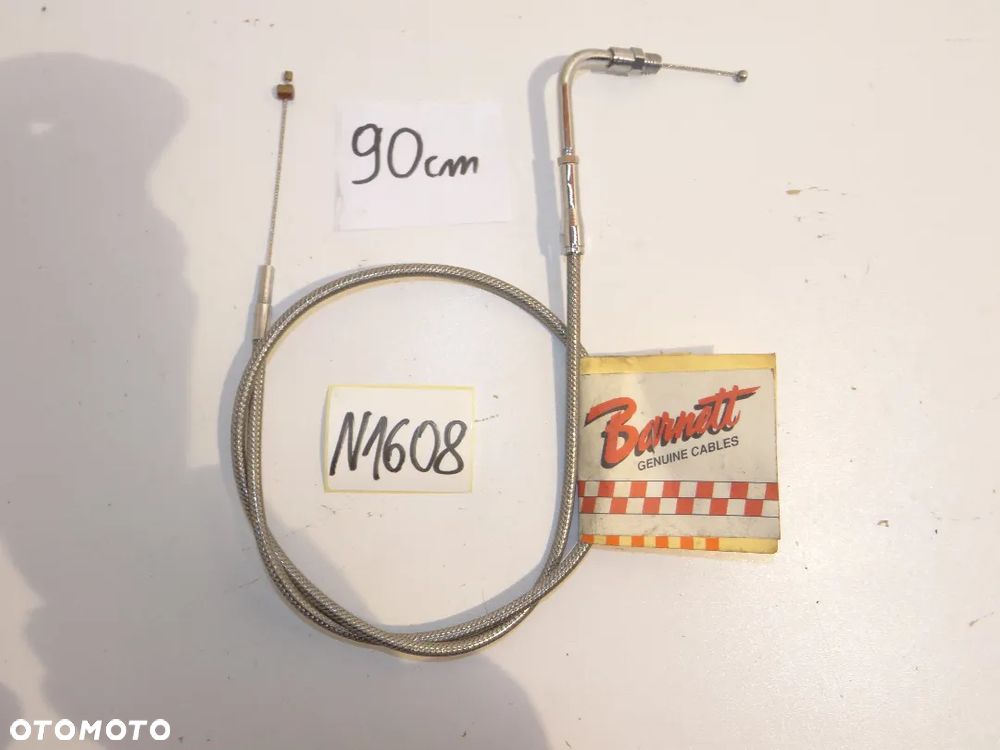 90cm
N1608
Barnett
GENUINE CABLES
OTOMOTO